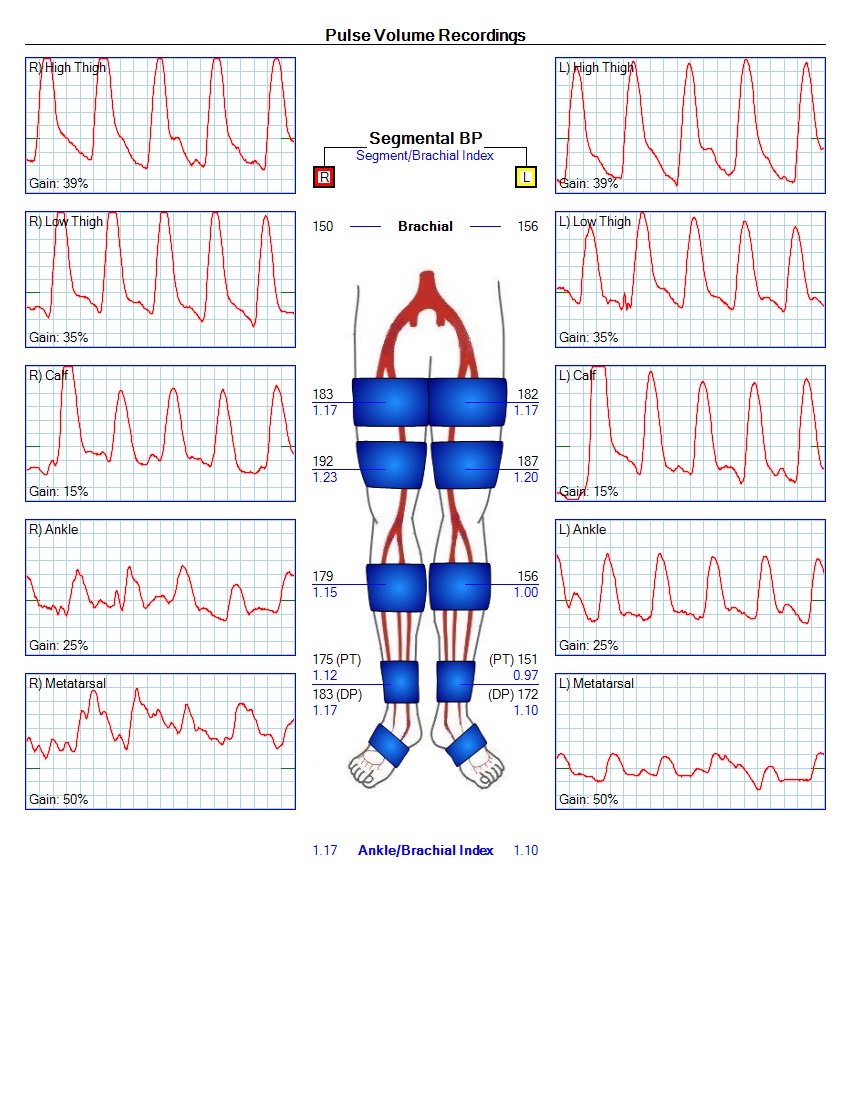 Pulse Volume Recordings
R) High Thigh
Gain: 39%
L) High Thigh
Gain: 39%
Segmental BP
Segment/Brachial Index
R
L
150 Brachial 156
R) Low Thigh
Gain: 35%
L) Low Thigh
Gain: 35%
R) Calf
Gain: 15%
L) Calf
Gain: 15%
183
1.17
182
1.17
192
1.23
187
1.20
R) Ankle
Gain: 25%
L) Ankle
Gain: 25%
179
1.15
156
1.00
175 (PT)
1.12
183 (DP)
1.17
(PT) 151
0.97
(DP) 172
1.10
R) Metatarsal
Gain: 50%
L) Metatarsal
Gain: 50%
1.17 Ankle/Brachial Index 1.10